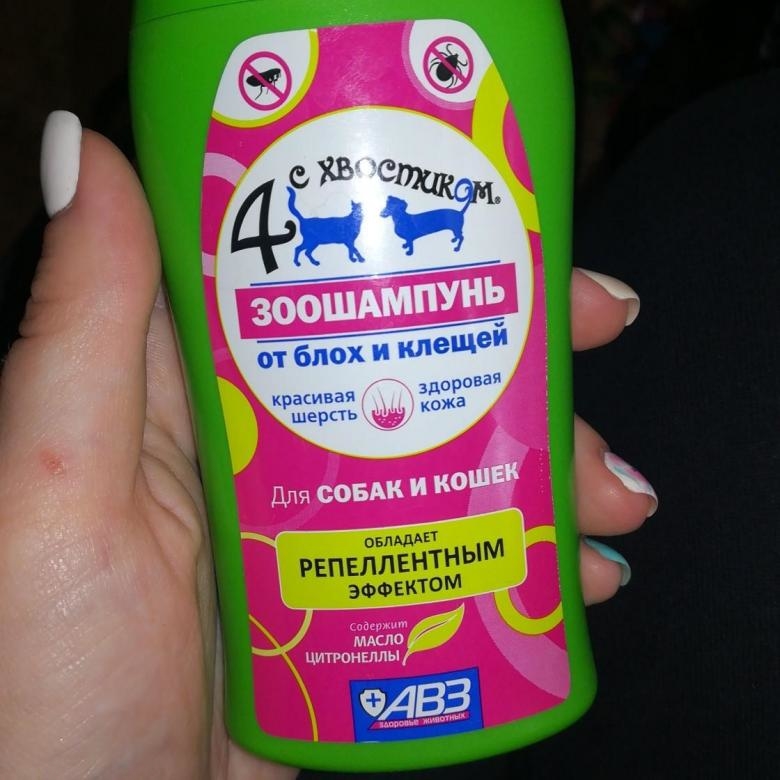 4 с хвостиком®
ЗООШАМПУНЬ
от блох и клещей
красивая шерсть
здоровая кожа
Для СОБАК И КОШЕК
ОБЛАДАЕТ
РЕПЕЛЛЕНТНЫМ
ЭФФЕКТОМ
Содержит
МАСЛО
ЦИТРОНЕЛЛЫ
АВЗ
здоровье животных